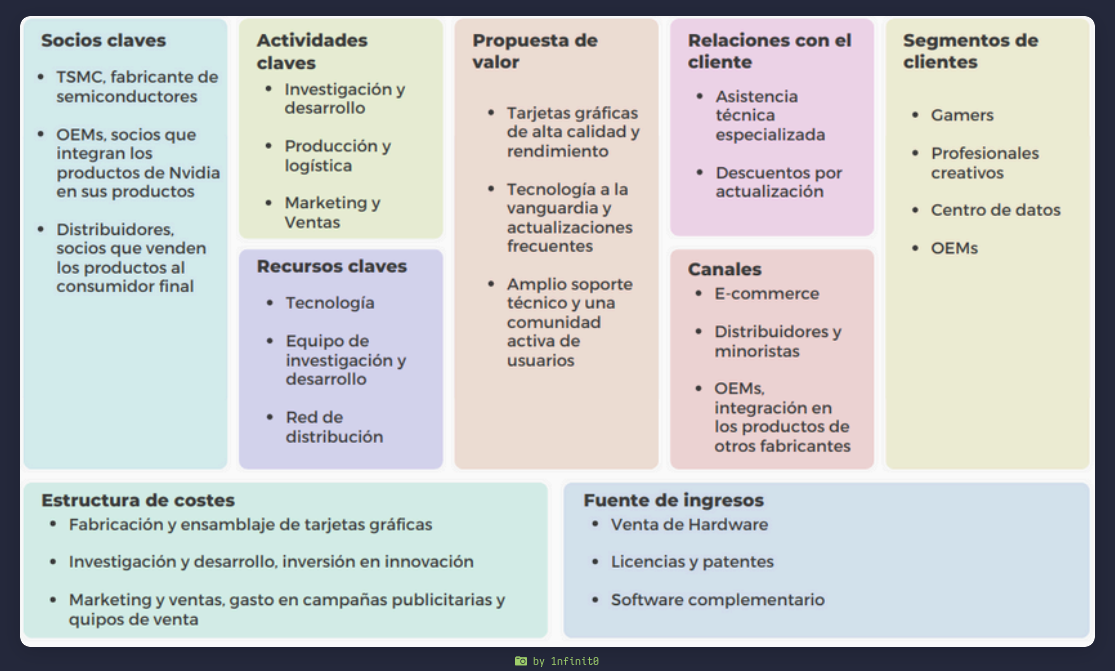 Socios claves
• TSMC, fabricante de
semiconductores
• OEMs, socios que
integran los
productos de Nvidia
en sus productos
• Distribuidores,
socios que venden
los productos al
consumidor final
Actividades
claves
• Investigación y
desarrollo
• Producción y
logística
• Marketing y
Ventas
Recursos claves
• Tecnología
• Equipo de
investigación y
desarrollo
• Red de
distribución
Propuesta de
valor
• Tarjetas gráficas
de alta calidad y
rendimiento
• Tecnología a la
vanguardia y
actualizaciones
frecuentes
• Amplio soporte
técnico y una
comunidad
activa de
usuarios
Relaciones con el
cliente
• Asistencia
técnica
especializada
• Descuentos por
actualización
Canales
• E-commerce
• Distribuidores y
minoristas
• OEMs,
integración en
los productos de
otros fabricantes
Segmentos de
clientes
• Gamers
• Profesionales
creativos
• Centro de datos
• OEMs
Estructura de costes
• Fabricación y ensamblaje de tarjetas gráficas
• Investigación y desarrollo, inversión en innovación
• Marketing y ventas, gasto en campañas publicitarias y
quipos de venta
Fuente de ingresos
• Venta de Hardware
• Licencias y patentes
• Software complementario
by 1nfinit0